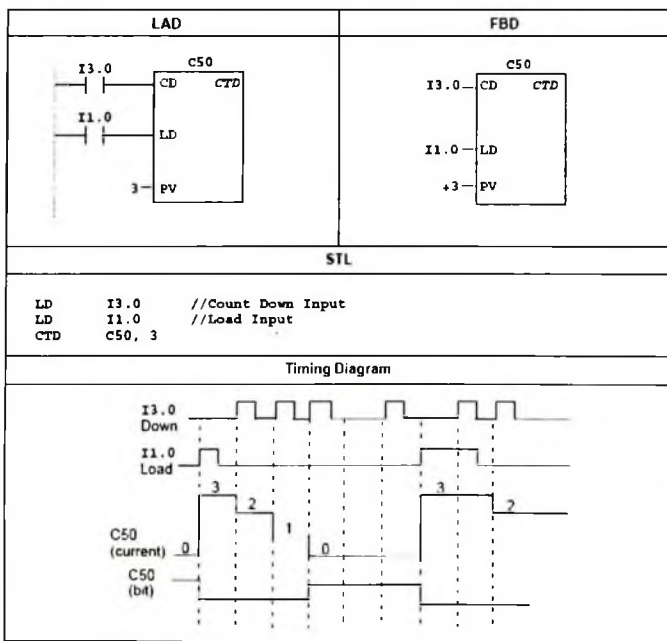 LAD
FBD
C50
I3.0
CD CTD
I1.0
LD
3 PV
C50
I3.0 CD CTD
I1.0 LD
+3 PV
STL
LD I3.0 //Count Down Input
LD I1.0 //Load Input
CTD C50, 3
Timing Diagram
I3.0
Down
I1.0
Load
3
2
1
0
0
3
2
C50
(current)
C50
(bit)